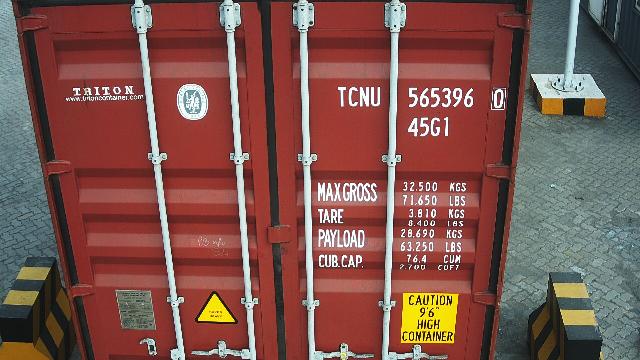 TRITON
www.tritoncontainer.com
TCNU 565396 0
45G1
MAX GROSS 32.500 KGS
71.650 LBS
TARE 3.810 KGS
8.400 LBS
PAYLOAD 28.690 KGS
63.250 LBS
CUB.CAP. 76.4 CUM
2.700 CUFT
CAUTION
9'6"
HIGH
CONTAINER